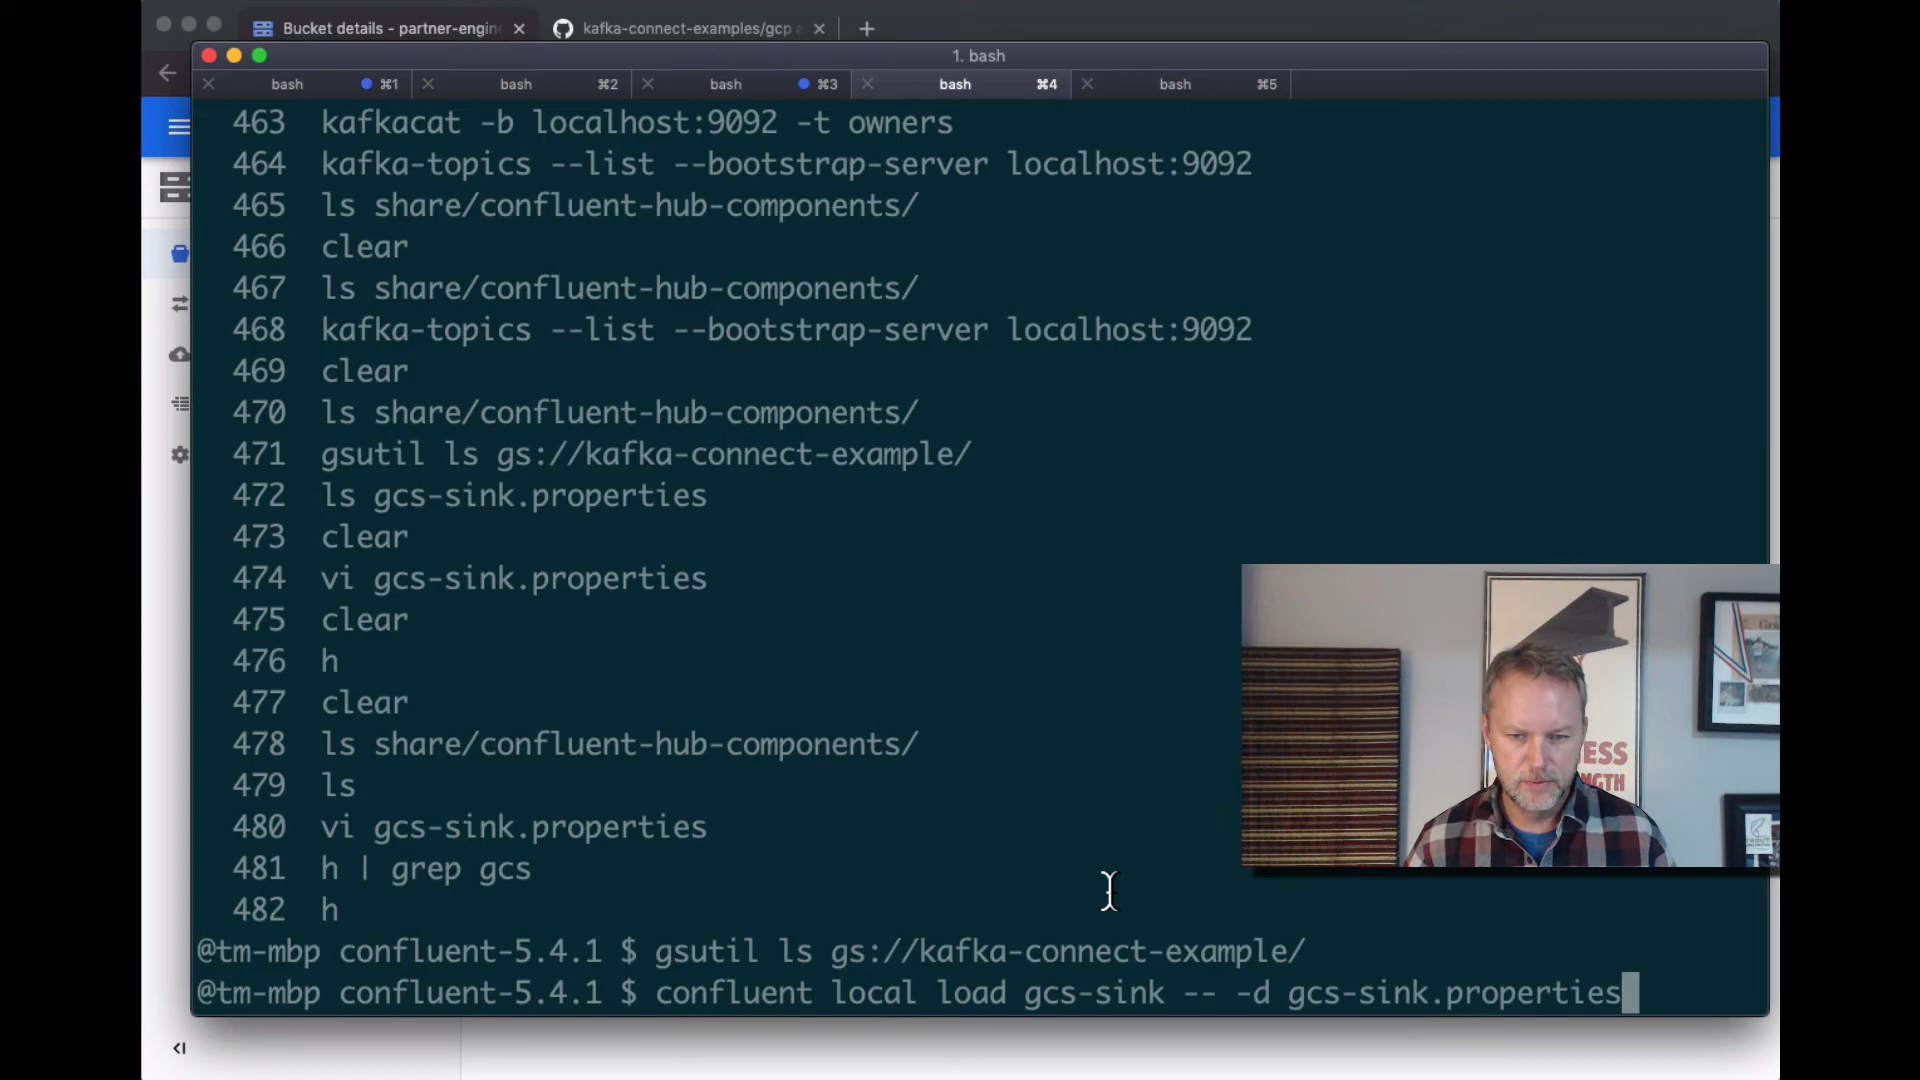 Bucket details - partner-engin
kafka-connect-examples/gcp
1. bash
bash ⌘1
bash ⌘2
bash ⌘3
bash ⌘4
bash ⌘5
463 kafkacat -b localhost:9092 -t owners
464 kafka-topics --list --bootstrap-server localhost:9092
465 ls share/confluent-hub-components/
466 clear
467 ls share/confluent-hub-components/
468 kafka-topics --list --bootstrap-server localhost:9092
469 clear
470 ls share/confluent-hub-components/
471 gsutil ls gs://kafka-connect-example/
472 ls gcs-sink.properties
473 clear
474 vi gcs-sink.properties
475 clear
476 h
477 clear
478 ls share/confluent-hub-components/
479 ls
480 vi gcs-sink.properties
481 h | grep gcs
482 h
@tm-mbp confluent-5.4.1 $ gsutil ls gs://kafka-connect-example/
@tm-mbp confluent-5.4.1 $ confluent local load gcs-sink -- -d gcs-sink.properties
Gra
ESS
NGTH